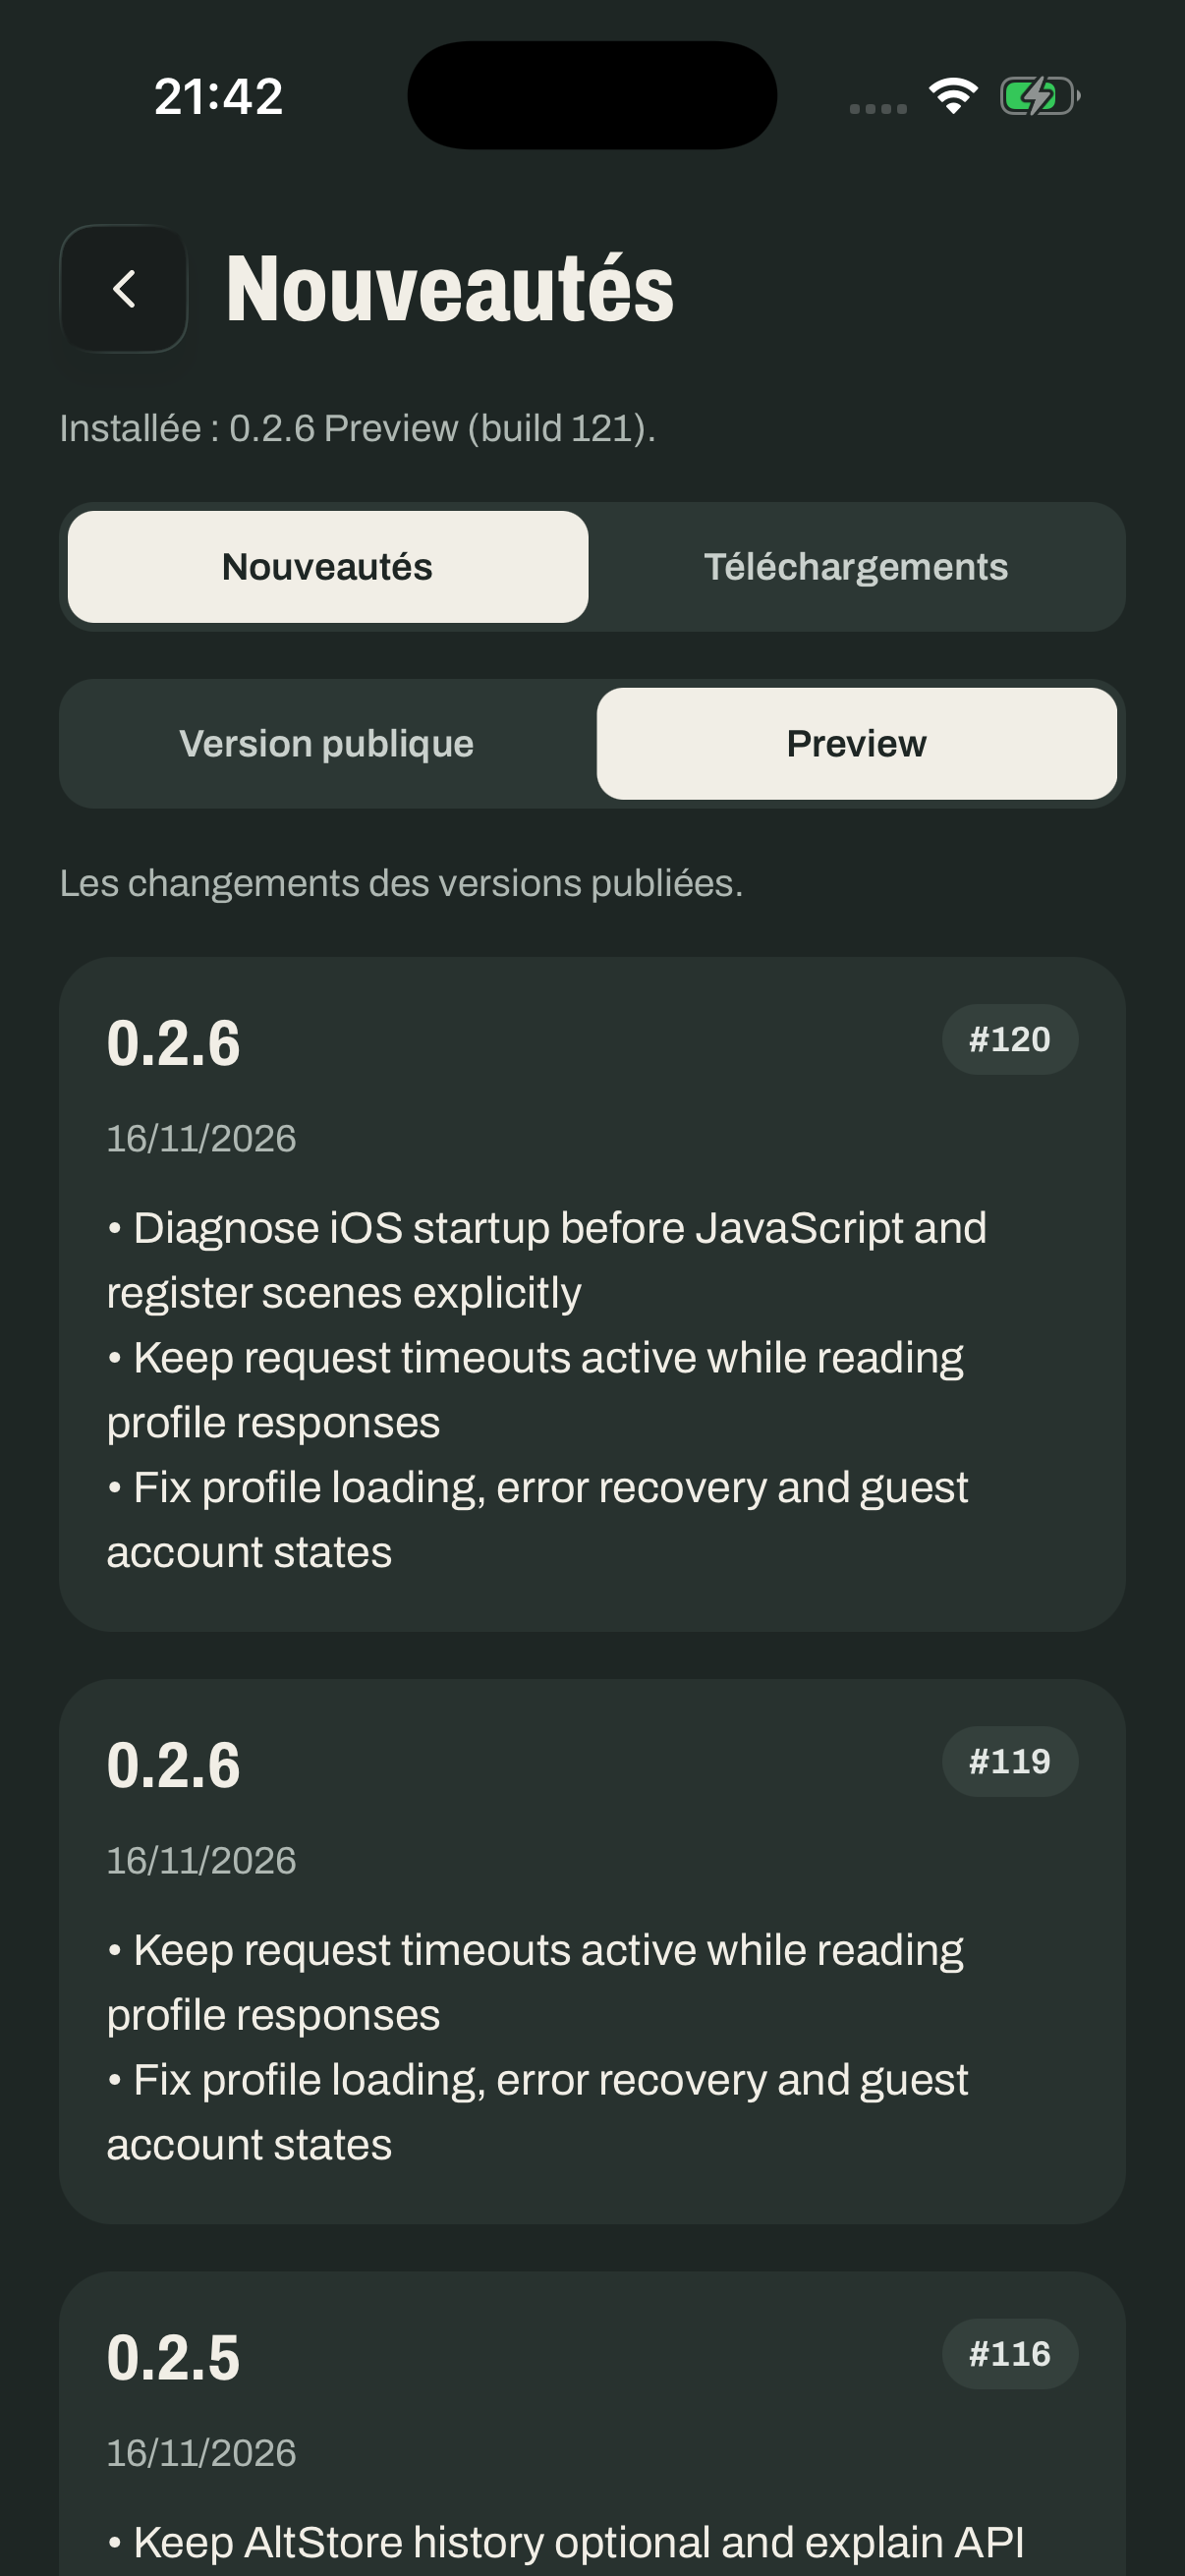 21:42
Nouveautés
Installée : 0.2.6 Preview (build 121).
Nouveautés
Téléchargements
Version publique
Preview
Les changements des versions publiées.
0.2.6
#120
16/11/2026
• Diagnose iOS startup before JavaScript and
register scenes explicitly
• Keep request timeouts active while reading
profile responses
• Fix profile loading, error recovery and guest
account states
0.2.6
#119
16/11/2026
• Keep request timeouts active while reading
profile responses
• Fix profile loading, error recovery and guest
account states
0.2.5
#116
16/11/2026
• Keep AltStore history optional and explain API